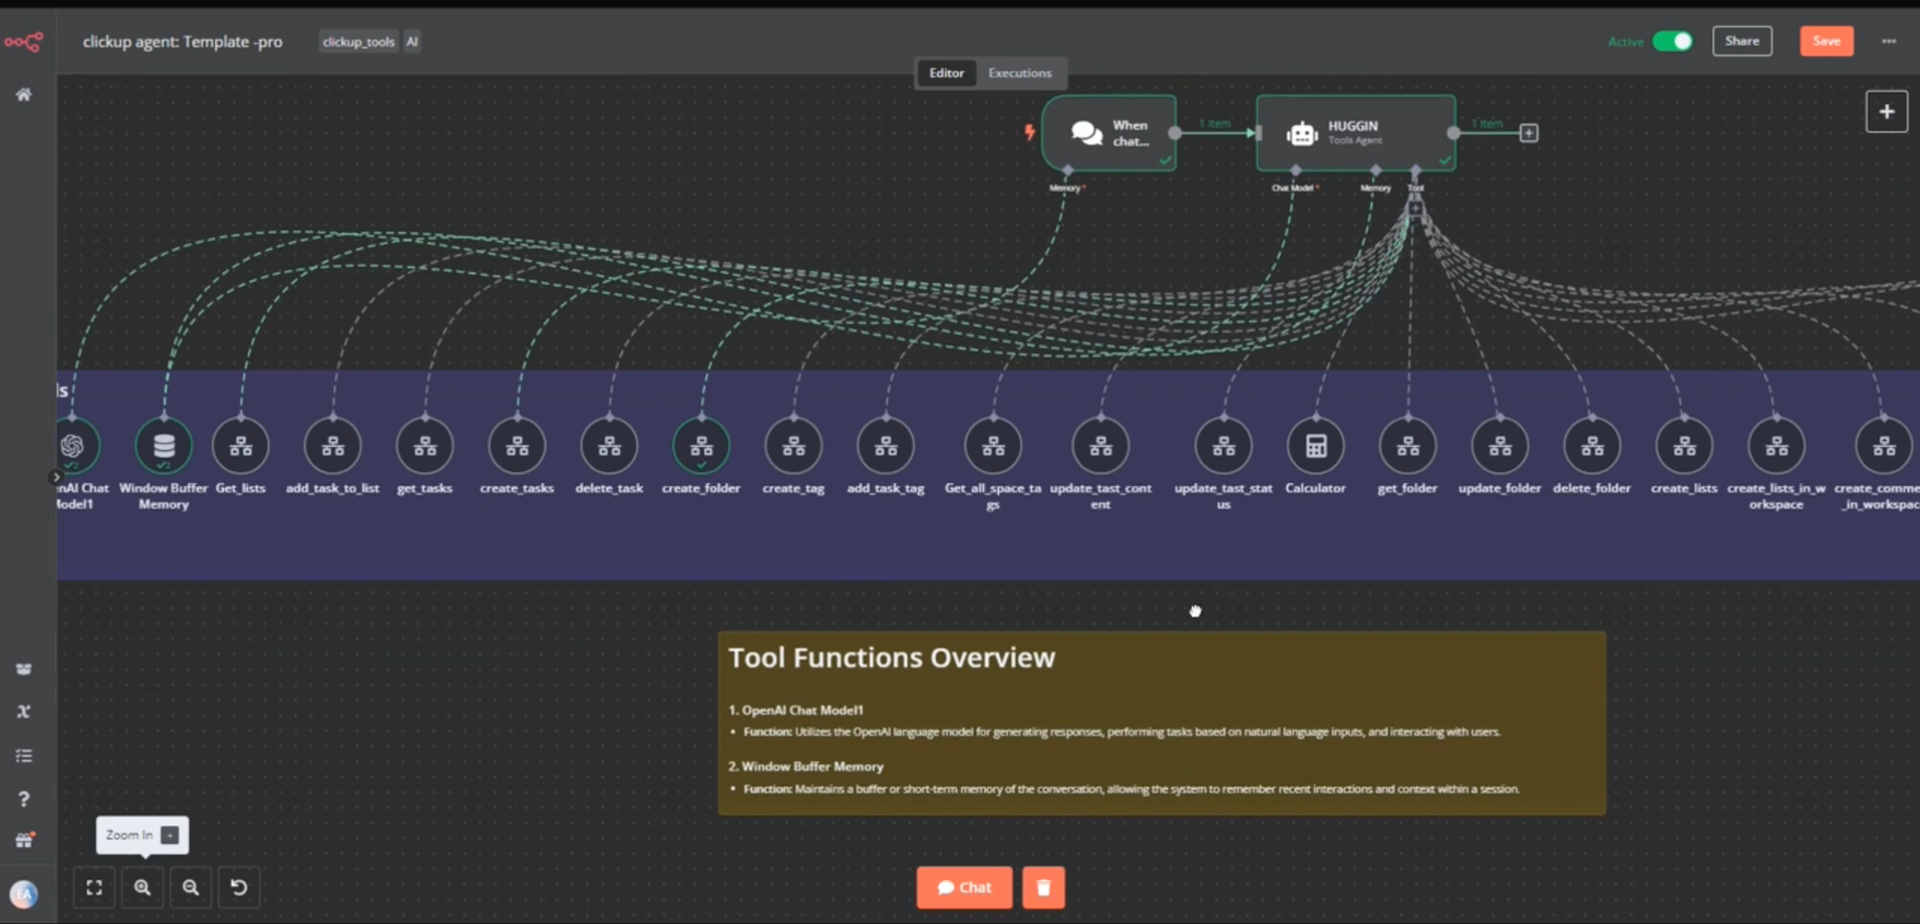 clickup agent: Template -pro
clickup_tools
AI
Active
Share
Save
Editor
Executions
When
chat...
1 item
HUGGIN
Tools Agent
1 item
Memory *
Chat Model *
Memory
Tool
ls
enAI Chat
Model1
Window Buffer
Memory
Get_lists
add_task_to_list
get_tasks
create_tasks
delete_task
create_folder
create_tag
add_task_tag
Get_all_space_ta
gs
update_tast_cont
ent
update_tast_stat
us
Calculator
get_folder
update_folder
delete_folder
create_lists
create_lists_in_w
orkspace
create_comme
_in_workspac
Tool Functions Overview
1. OpenAI Chat Model1
• Function: Utilizes the OpenAI language model for generating responses, performing tasks based on natural language inputs, and interacting with users.
2. Window Buffer Memory
• Function: Maintains a buffer or short-term memory of the conversation, allowing the system to remember recent interactions and context within a session.
Zoom In +
Chat
EA